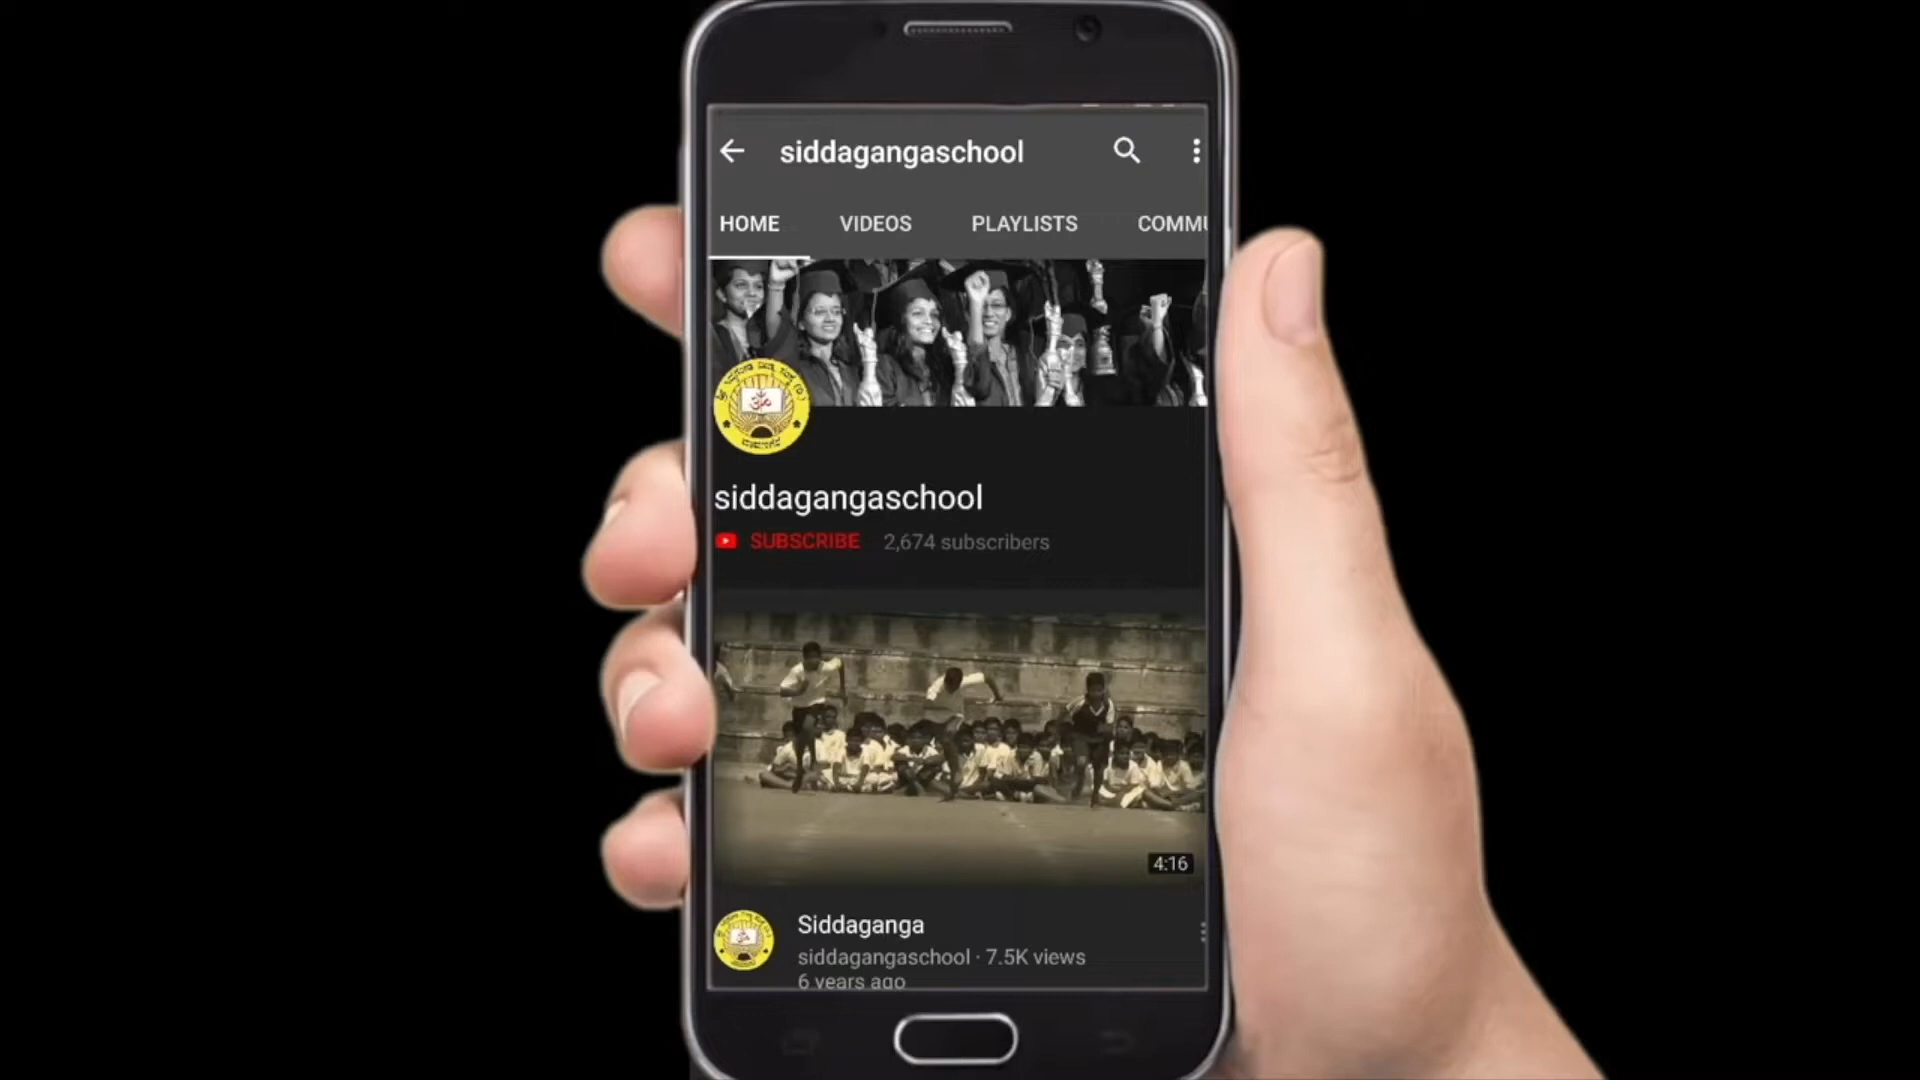 siddagangaschool
HOME VIDEOS PLAYLISTS COMMU
siddagangaschool
SUBSCRIBE 2,674 subscribers
4:16
Siddaganga
siddagangaschool · 7.5K views
6 years ago